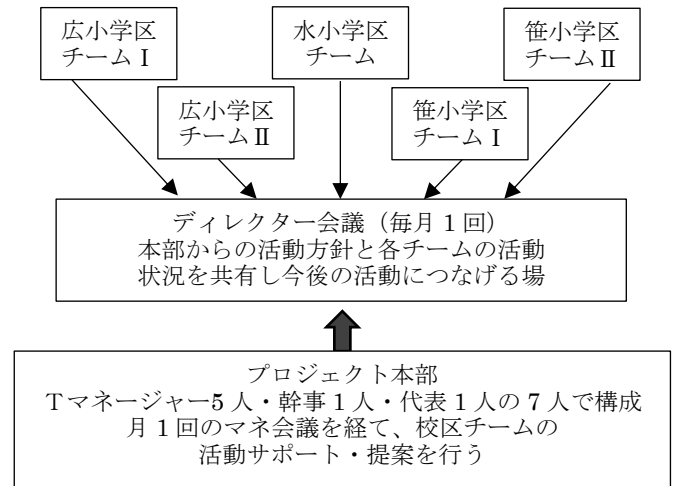 広小学区
チームⅠ
水小学区
チーム
笹小学区
チームⅡ
広小学区
チームⅡ
笹小学区
チームⅠ
ディレクター会議（毎月１回）
本部からの活動方針と各チームの活動
状況を共有し今後の活動につなげる場
プロジェクト本部
Ｔマネージャー5 人・幹事 1 人・代表 1 人の 7 人で構成
月 1 回のマネ会議を経て、校区チームの
活動サポート・提案を行う